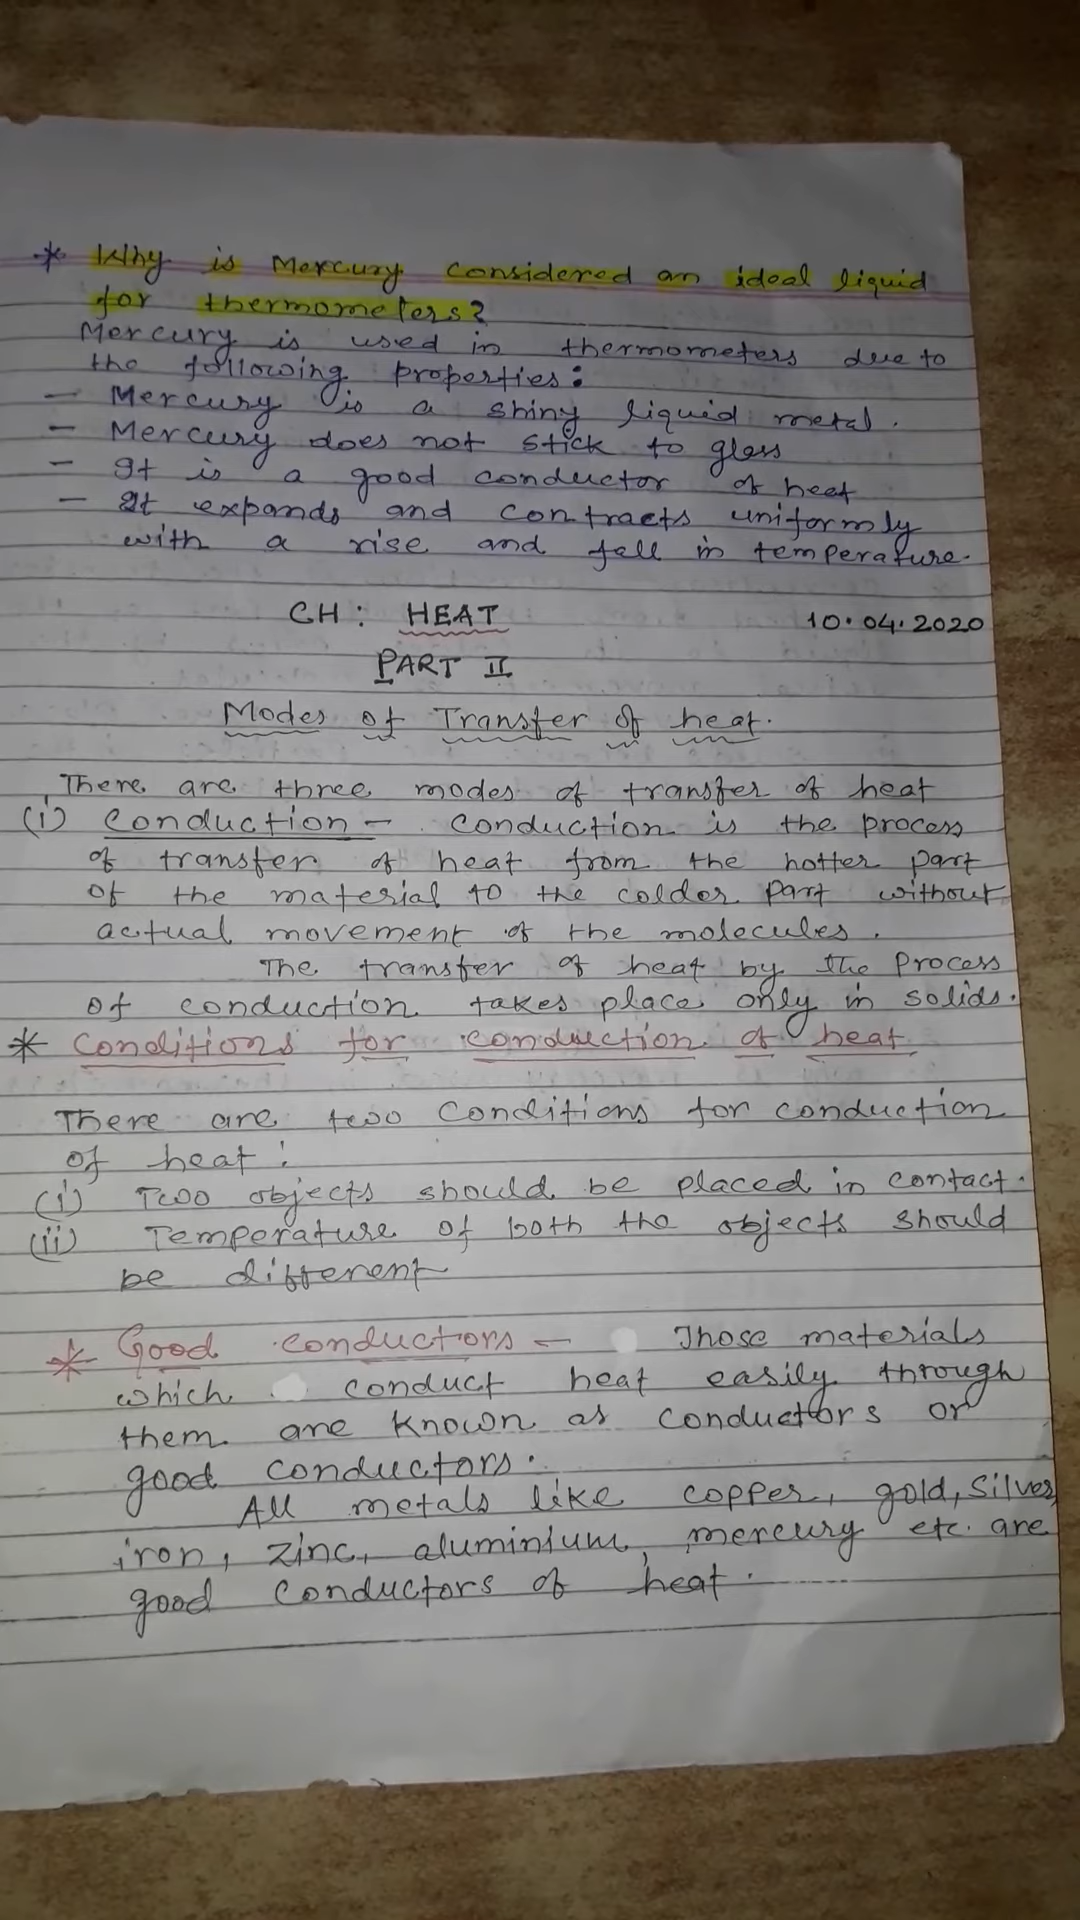 * Why is Mercury considered an ideal liquid
for thermometers?
Mercury is used in thermometers due to
the following properties:
- Mercury is a shiny liquid metal.
- Mercury does not stick to glass
- It is a good conductor of heat
- It expands and contracts uniformly
with a rise and fall in temperature.
CH: HEAT 10.04.2020
PART II
Modes of Transfer of heat.
There are three modes of transfer of heat
(i) Conduction - Conduction is the process
of transfer of heat from the hotter part
of the material to the colder part without
actual movement of the molecules.
The transfer of heat by the process
of conduction takes place only in solids.
* Conditions for conduction of heat
There are two conditions for conduction
of heat:
(i) Two objects should be placed in contact.
(ii) Temperature of both the objects should
be different
* Good conductors - Those materials
which conduct heat easily through
them are known as conductors or
good conductors.
All metals like copper, gold, silver
iron, zinc, aluminium, mercury etc. are
good conductors of heat.